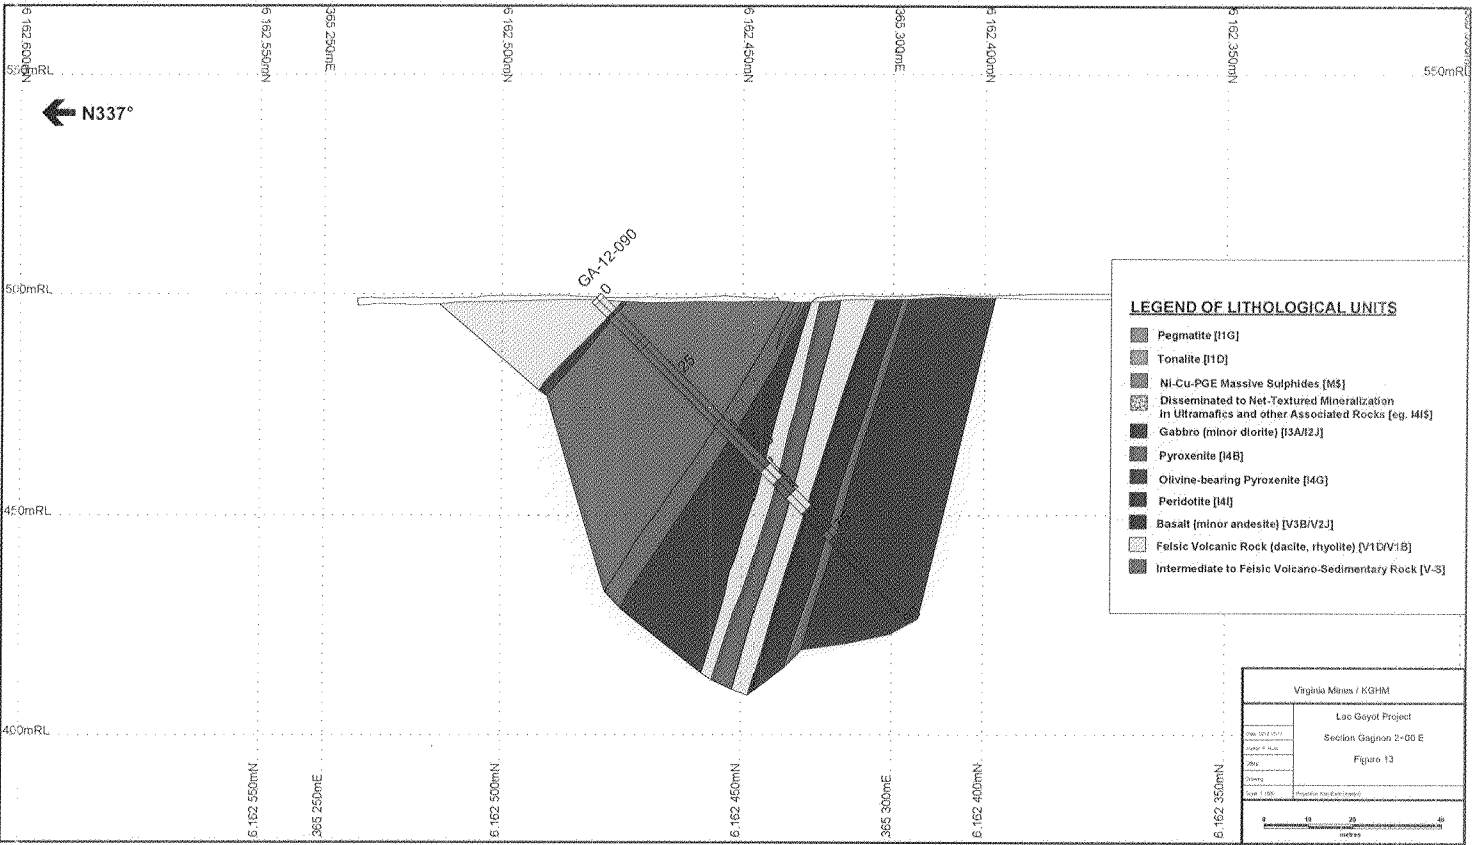 6 162 600mN
6 162 550mN
365 250mE
6 162 500mN
6 162 450mN
365 300mE
6 162 400mN
6 162 350mN
550mRL
550mRL
N337°
GA-12-090
0
500mRL
25
LEGEND OF LITHOLOGICAL UNITS
Pegmatite [I1G]
Tonalite [I1D]
Ni-Cu-PGE Massive Sulphides [M$]
Disseminated to Net-Textured Mineralization
in Ultramafics and other Associated Rocks [eg. I4I$]
Gabbro (minor diorite) [I3A/I2J]
Pyroxenite [I4B]
Olivine-bearing Pyroxenite [I4G]
Peridotite [I4I]
Basalt (minor andesite) [V3B/V2J]
Felsic Volcanic Rock (dacite, rhyolite) [V1D/V1B]
Intermediate to Felsic Volcano-Sedimentary Rock [V-S]
450mRL
400mRL
Virginia Mines / KGHM
Lac Gayot Project
Section Gagnon 2+00 E
Figure 13
0 10 20 40
metres
6 162 550mN
365 250mE
6 162 500mN
6 162 450mN
365 300mE
6 162 400mN
6 162 350mN